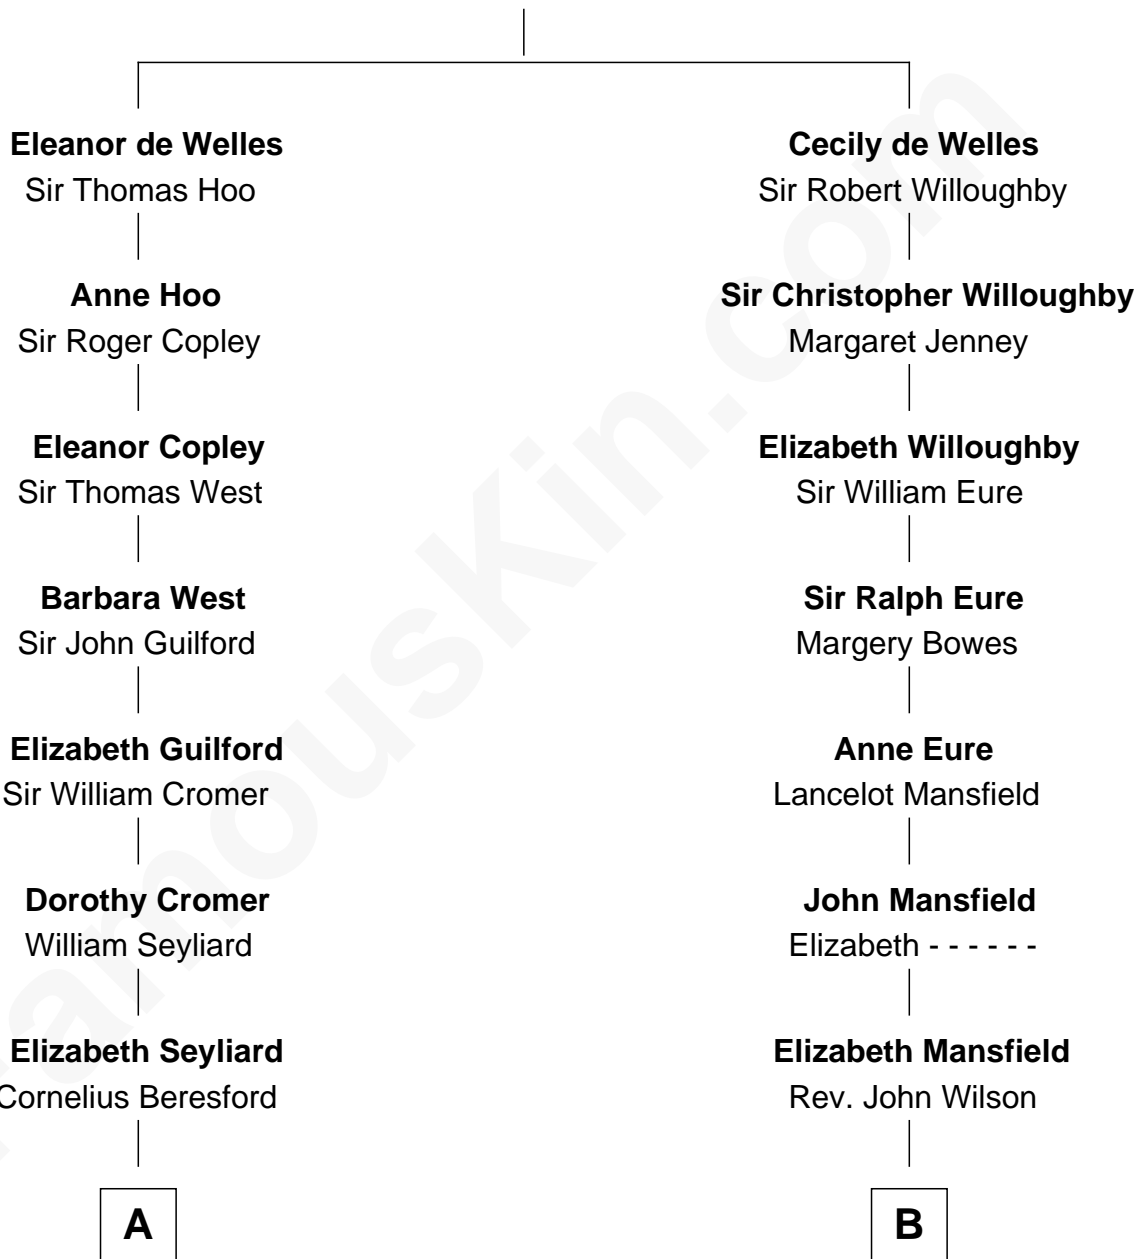 Eleanor de Welles
Sir Thomas Hoo
Anne Hoo
Sir Roger Copley
Eleanor Copley
Sir Thomas West
Barbara West
Sir John Guilford
Elizabeth Guilford
Sir William Cromer
Dorothy Cromer
William Seyliard
Elizabeth Seyliard
Cornelius Beresford
A
Cecily de Welles
Sir Robert Willoughby
Sir Christopher Willoughby
Margaret Jenney
Elizabeth Willoughby
Sir William Eure
Sir Ralph Eure
Margery Bowes
Anne Eure
Lancelot Mansfield
John Mansfield
Elizabeth - - - - - -
Elizabeth Mansfield
Rev. John Wilson
B
FamousKin.com